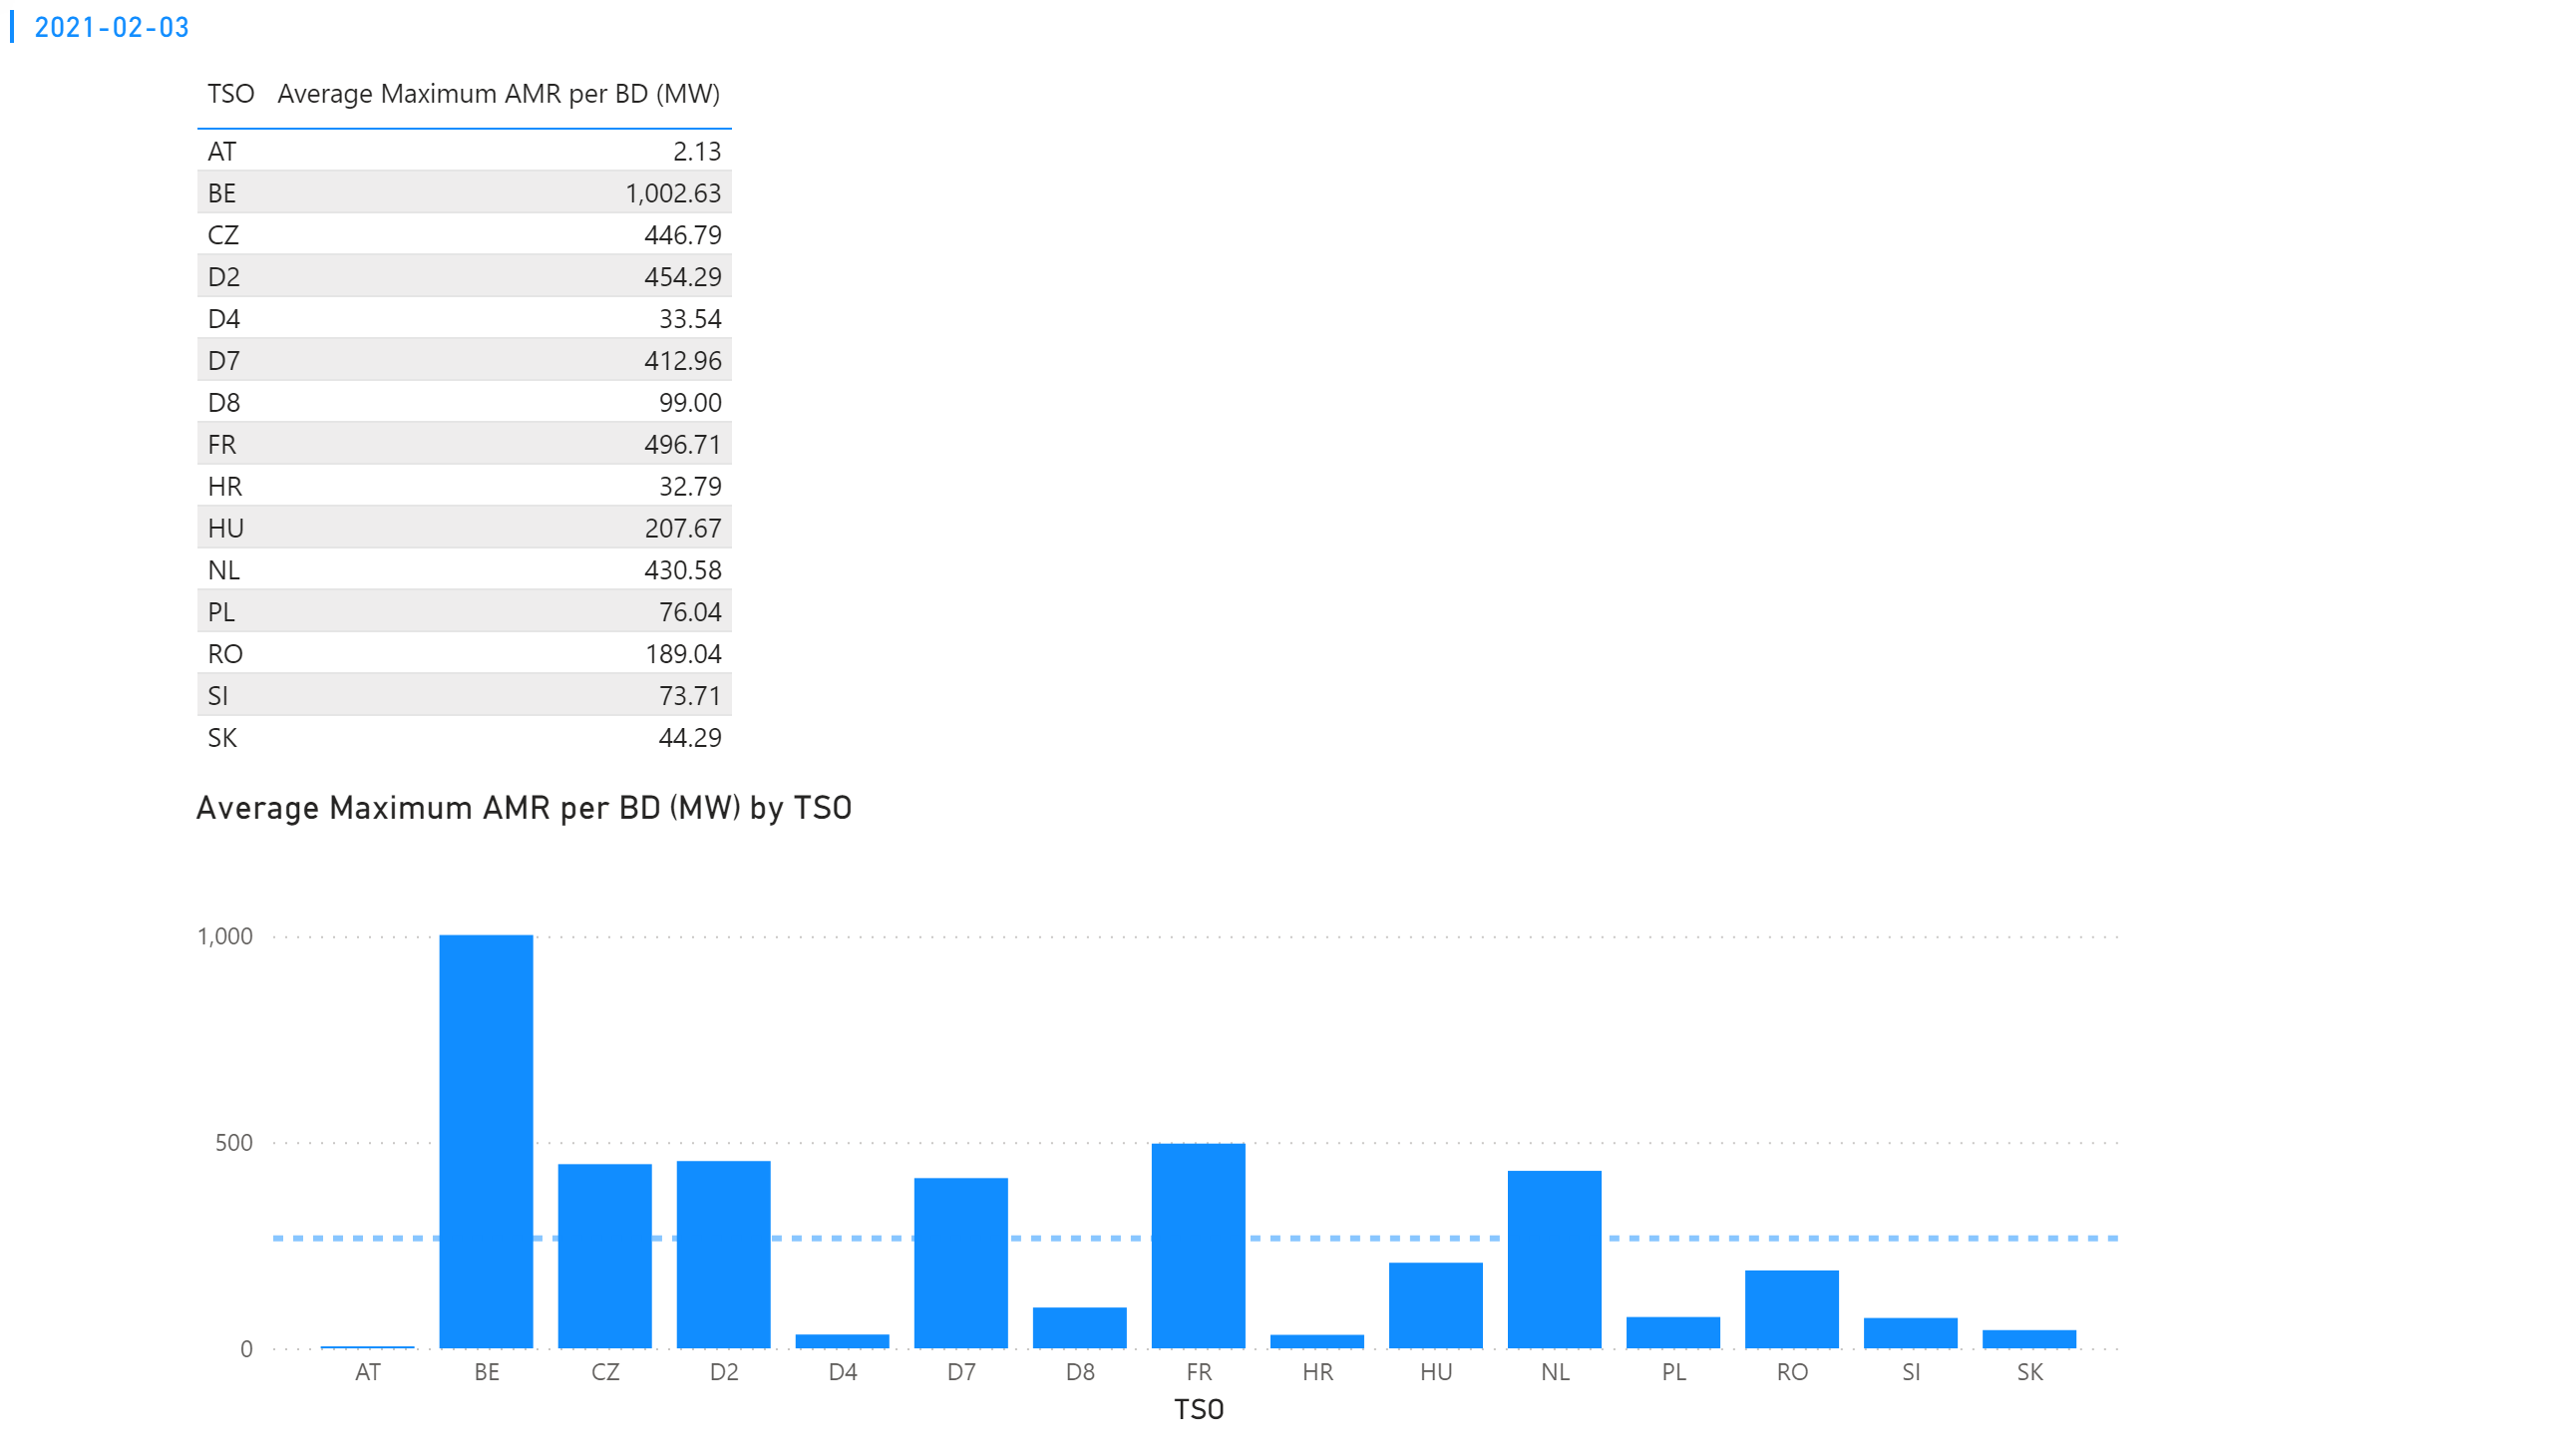 2021-02-03
TSO Average Maximum AMR per BD (MW)
AT 2.13
BE 1,002.63
CZ 446.79
D2 454.29
D4 33.54
D7 412.96
D8 99.00
FR 496.71
HR 32.79
HU 207.67
NL 430.58
PL 76.04
RO 189.04
SI 73.71
SK 44.29
Average Maximum AMR per BD (MW) by TSO
1,000
500
0
AT BE CZ D2 D4 D7 D8 FR HR HU NL PL RO SI SK
TSO